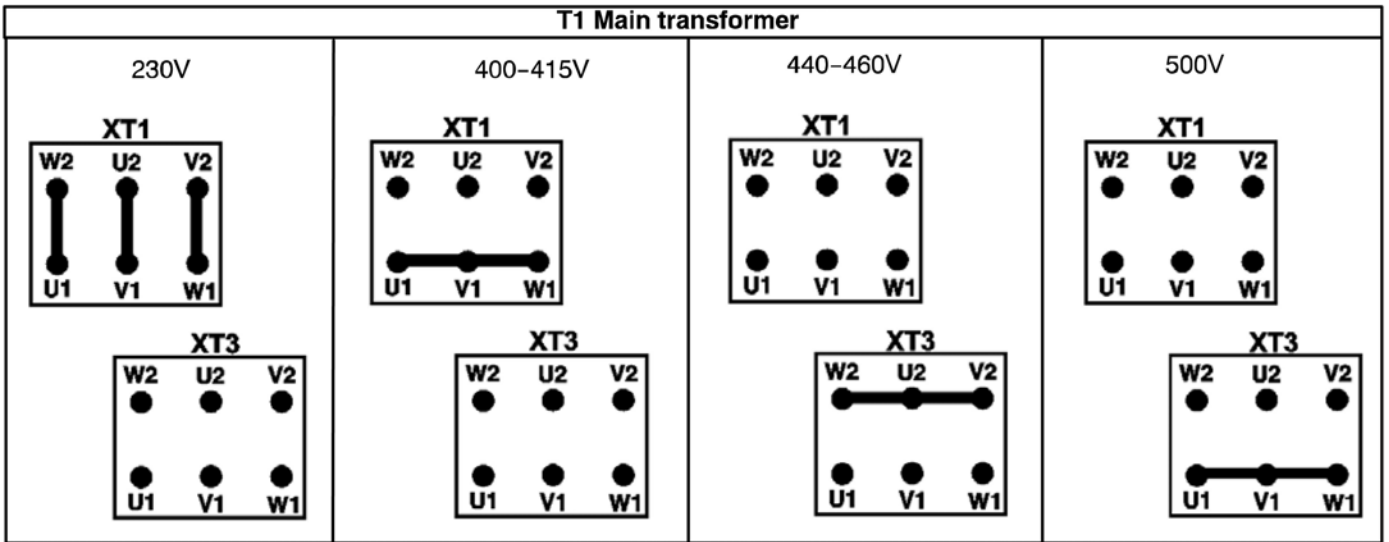 T1 Main transformer
230V 400-415V 440-460V 500V
XT1 XT1 XT1 XT1
W2 U2 V2 W2 U2 V2 W2 U2 V2 W2 U2 V2
U1 V1 W1 U1 V1 W1 U1 V1 W1 U1 V1 W1
XT3 XT3 XT3 XT3
W2 U2 V2 W2 U2 V2 W2 U2 V2 W2 U2 V2
U1 V1 W1 U1 V1 W1 U1 V1 W1 U1 V1 W1